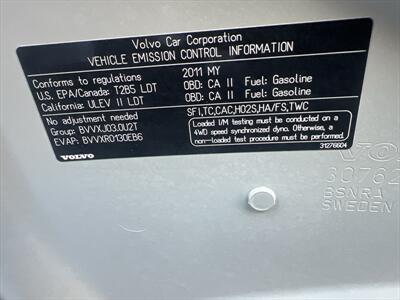 Volvo Car Corporation
VEHICLE EMISSION CONTROL INFORMATION
Conforms to regulations 2011 MY
U.S. EPA/Canada: T2B5 LDT OBD: CA II Fuel: Gasoline
California: ULEV II LDT OBD: CA II Fuel: Gasoline
No adjustment needed SFI,TC,CAC,HO2S,HA/FS,TWC
Group: BVVXJ03.0U2T
EVAP: BVVXR0130EB6
Loaded I/M testing must be conducted on a
4WD speed synchronized dyno. Otherwise, a
non-loaded test procedure must be performed.
VOLVO 31276604
VO
30762
BSNRA
SWEDEN